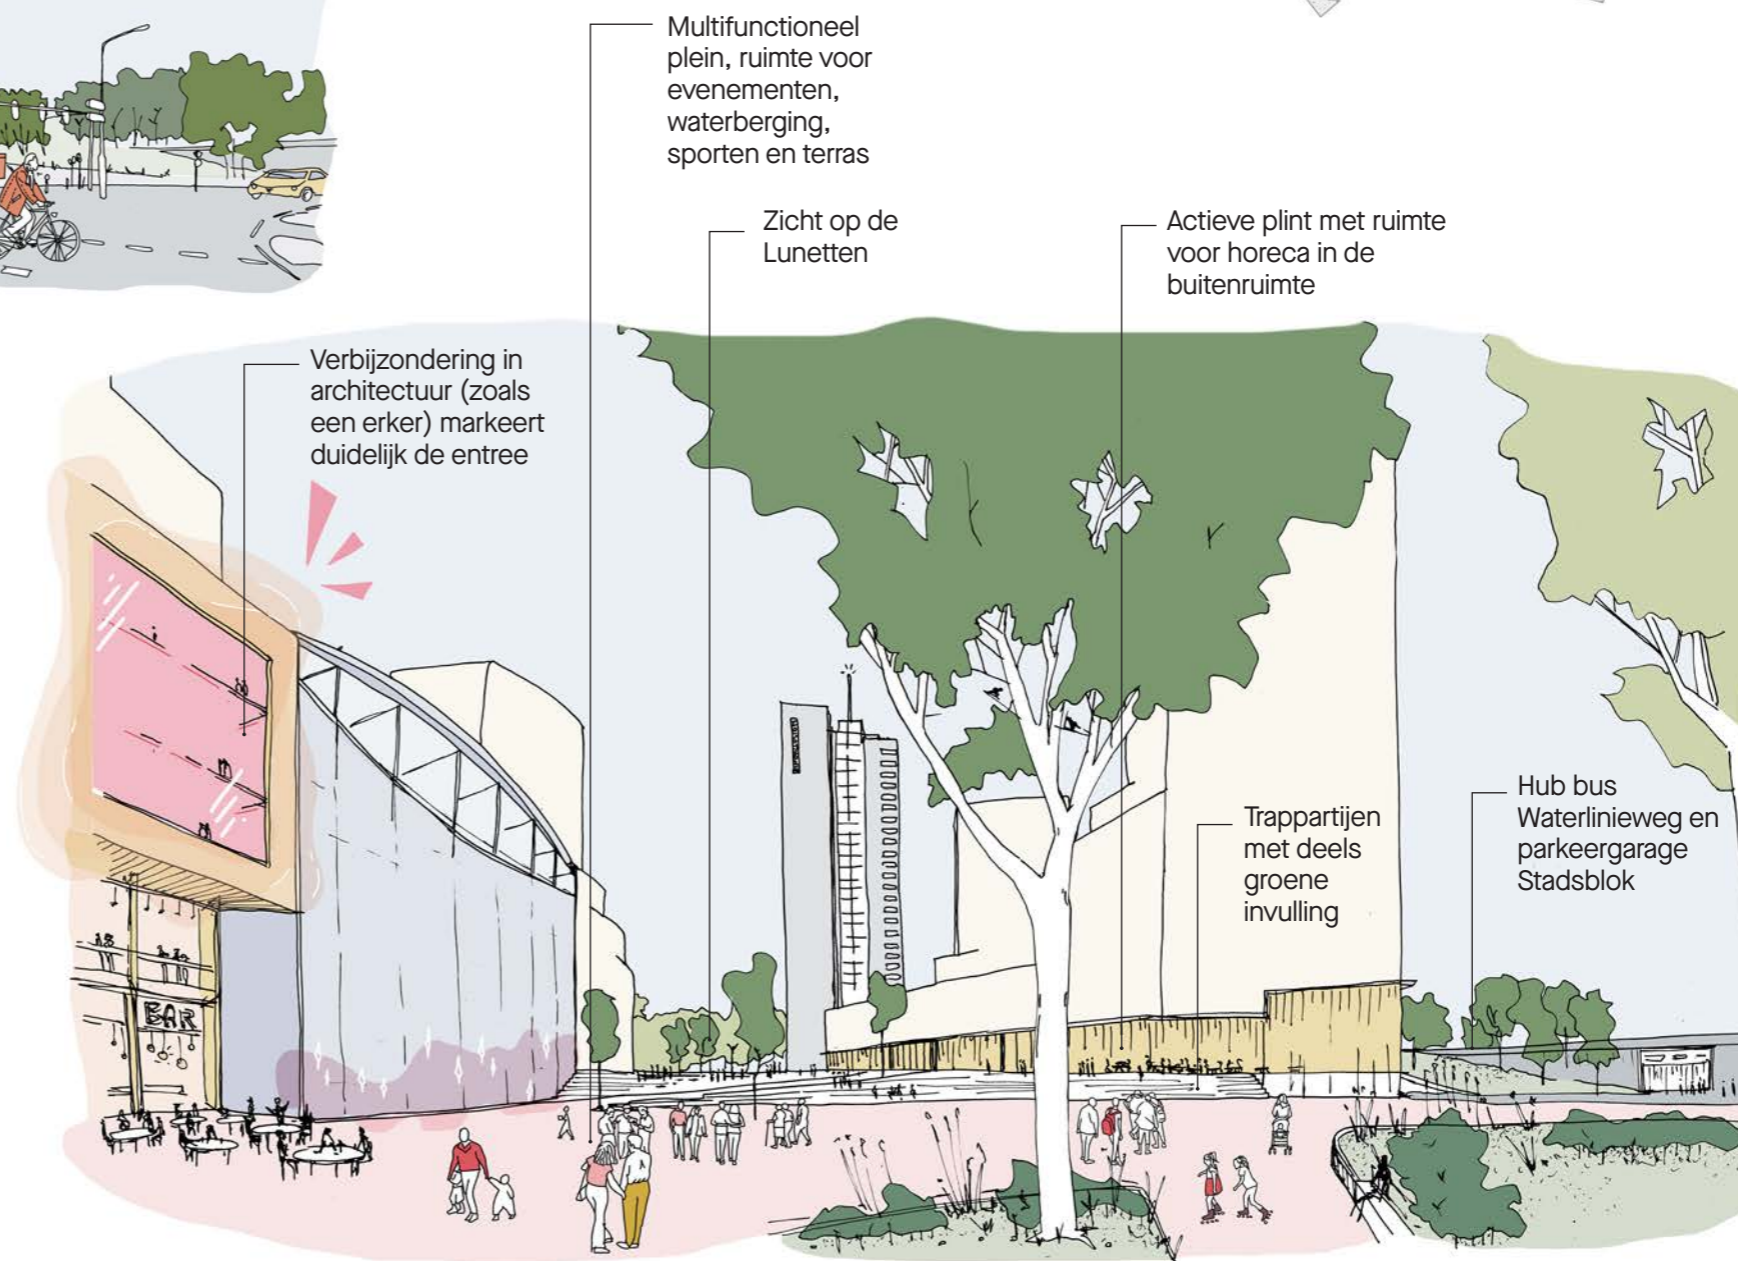 Multifunctioneel
plein, ruimte voor
evenementen,
waterberging,
sporten en terras
Zicht op de
Lunetten
Actieve plint met ruimte
voor horeca in de
buitenruimte
Verbijzondering in
architectuur (zoals
een erker) markeert
duidelijk de entree
Trappartijen
met deels
groene
invulling
Hub bus
Waterlinieweg en
parkeergarage
Stadsblok
BAR